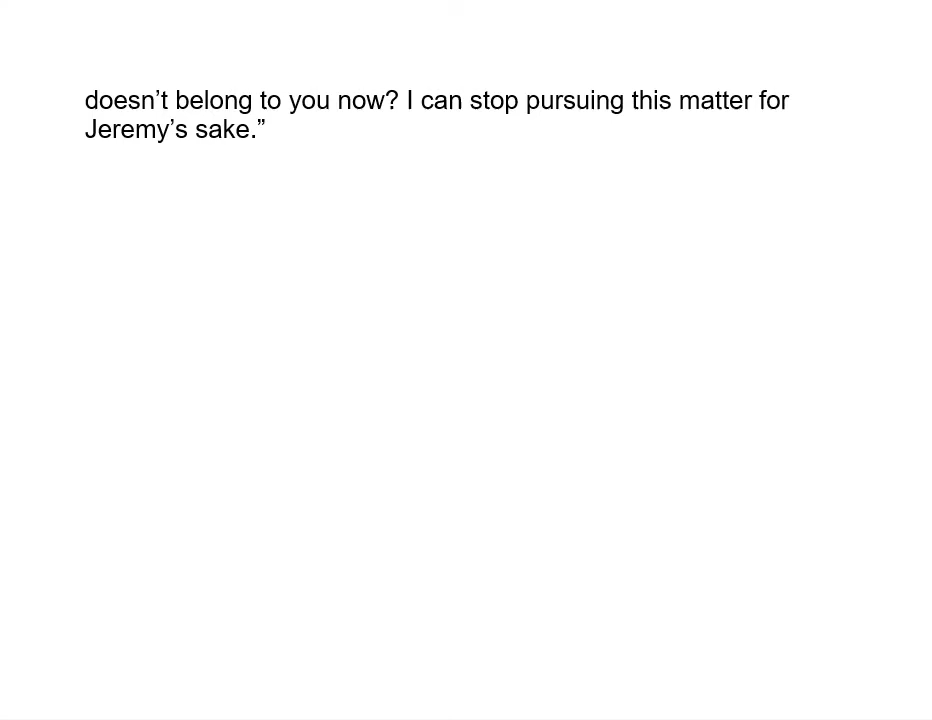 doesn’t belong to you now? I can stop pursuing this matter for
Jeremy’s sake.”